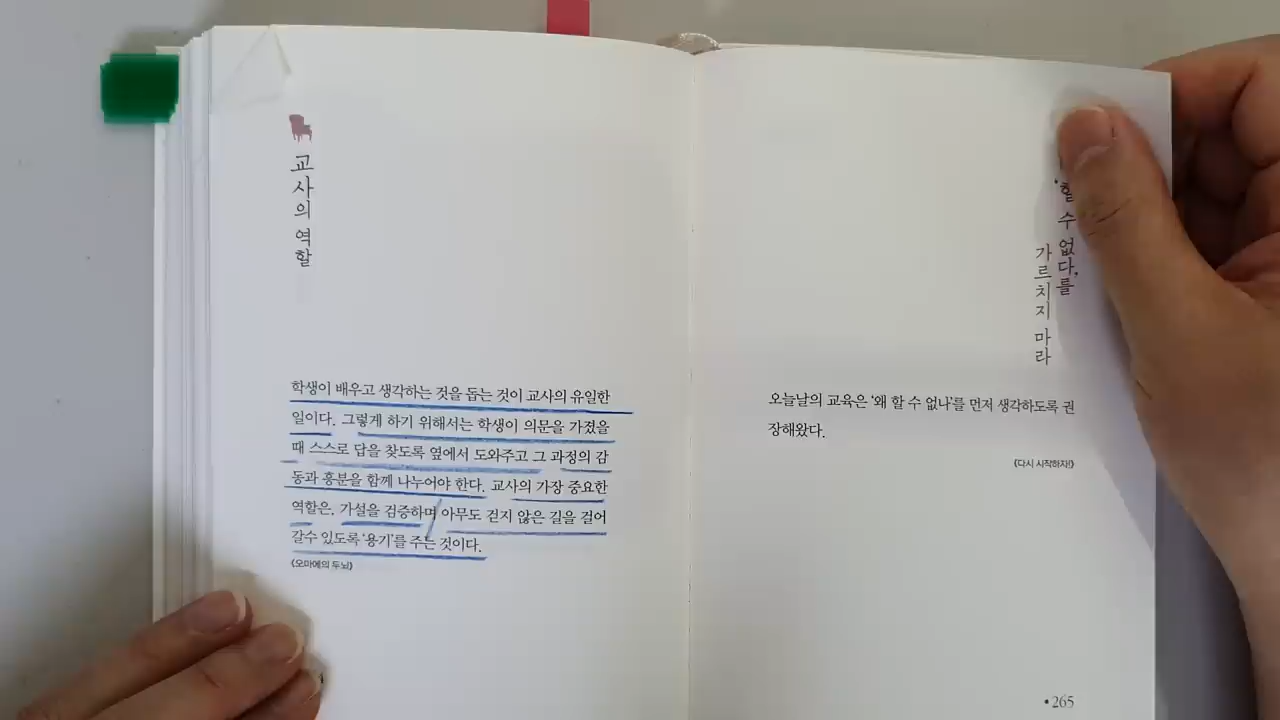 교사의 역할
학생이 배우고 생각하는 것을 돕는 것이 교사의 유일한
일이다. 그렇게 하기 위해서는 학생이 의문을 가졌을
때 스스로 답을 찾도록 옆에서 도와주고 그 과정의 감
동과 흥분을 함께 나누어야 한다. 교사의 가장 중요한
역할은, 가설을 검증하며 아무도 걷지 않은 길을 걸어
갈수 있도록 '용기'를 주는 것이다.
《오마에의 두뇌》
'할 수 없다'를
가르치지 마라
오늘날의 교육은 '왜 할 수 없나'를 먼저 생각하도록 권
장해왔다.
《다시 시작하자!》
•265